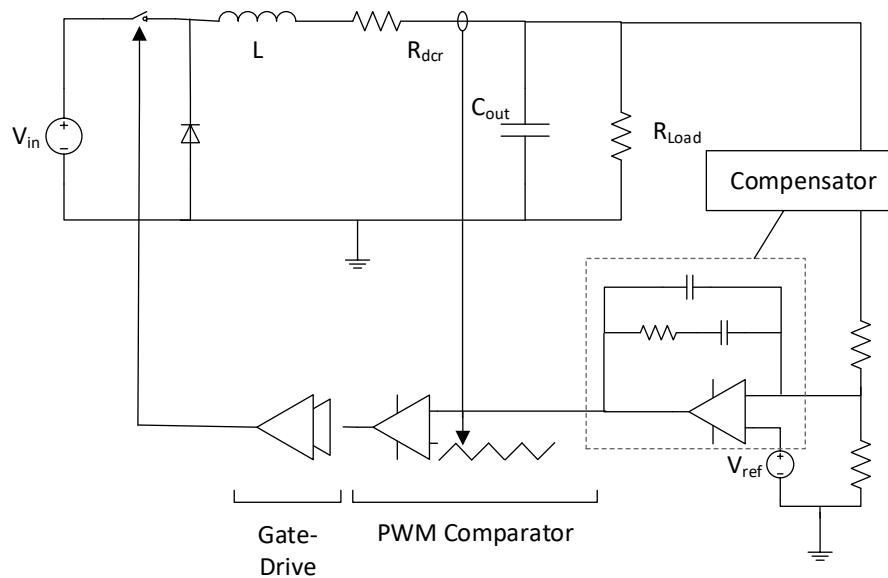 L
R_dcr
C_out
V_in
R_Load
Compensator
V_ref
Gate-
Drive
PWM Comparator